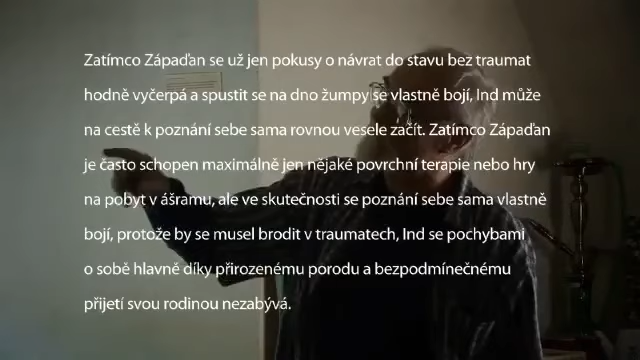 Zatímco Západan se už jen pokusy o návrat do stavu bez traumat
hodně vyčerpá a spustit se na dno žumpy se vlastně bojí, Ind může
na cestě k poznání sebe sama rovnou vesele začít. Zatímco Západan
je často schopen maximálně jen nějaké povrchní terapie nebo hry
na pobyt v ášramu, ale ve skutečnosti se poznání sebe sama vlastně
bojí, protože by se musel brodit v traumatech, Ind se pochybami
o sobě hlavně díky přirozenému porodu a bezpodmínečnému
přijetí svou rodinou nezabývá.